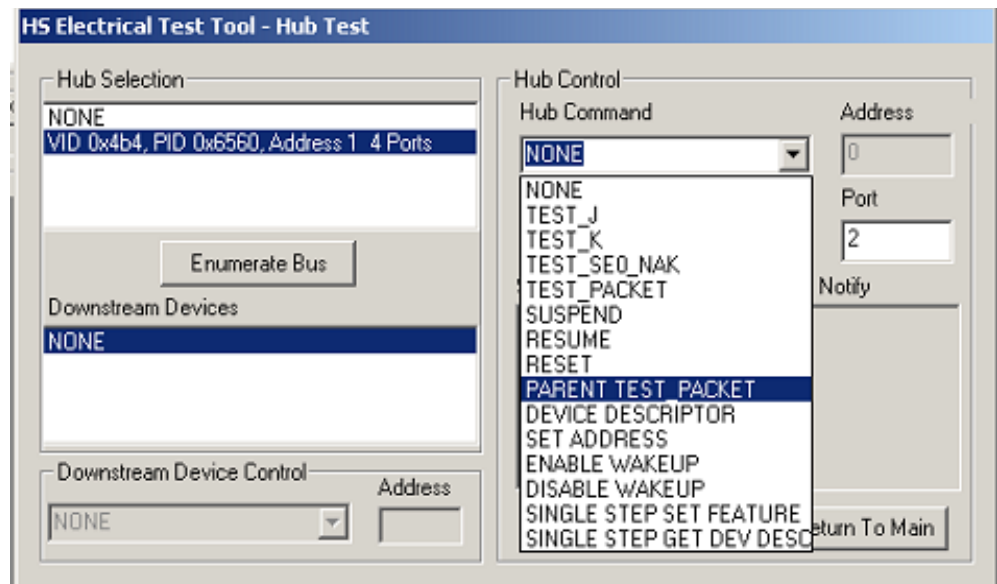 HS Electrical Test Tool - Hub Test
Hub Selection
NONE
VID 0x4b4, PID 0x6560, Address 1 4 Ports
Enumerate Bus
Downstream Devices
NONE
Downstream Device Control
Address
NONE
Hub Control
Hub Command
Address
NONE
0
Port
2
NONE
TEST_J
TEST_K
TEST_SE0_NAK
TEST_PACKET
SUSPEND
RESUME
RESET
PARENT TEST_PACKET
DEVICE DESCRIPTOR
SET ADDRESS
ENABLE WAKEUP
DISABLE WAKEUP
SINGLE STEP SET FEATURE
SINGLE STEP GET DEV DESC
Notify
eturn To Main